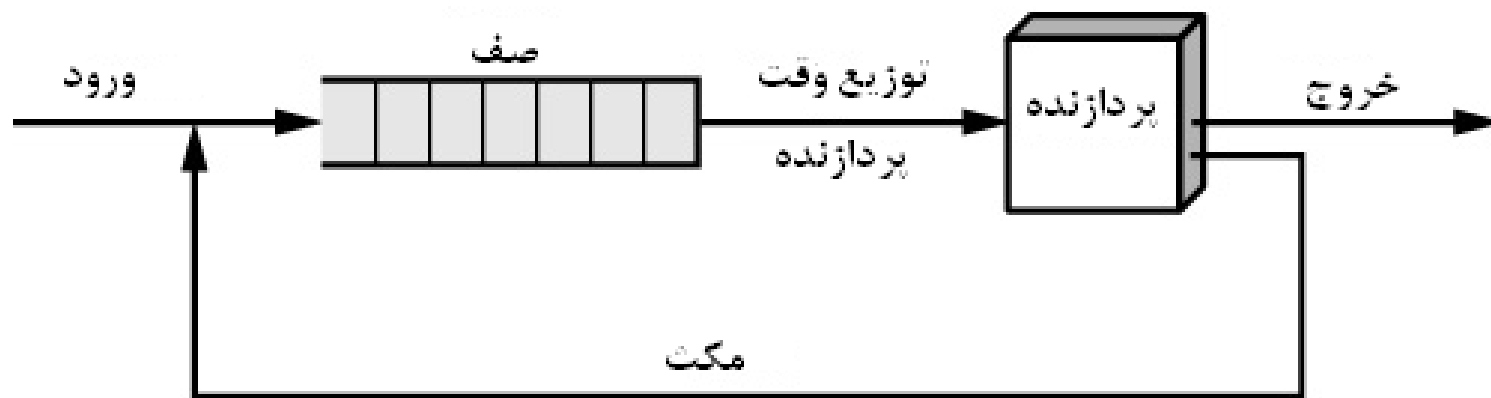 ورود
صف
توزیع وقت
پردازنده
پردازنده
خروج
مکث